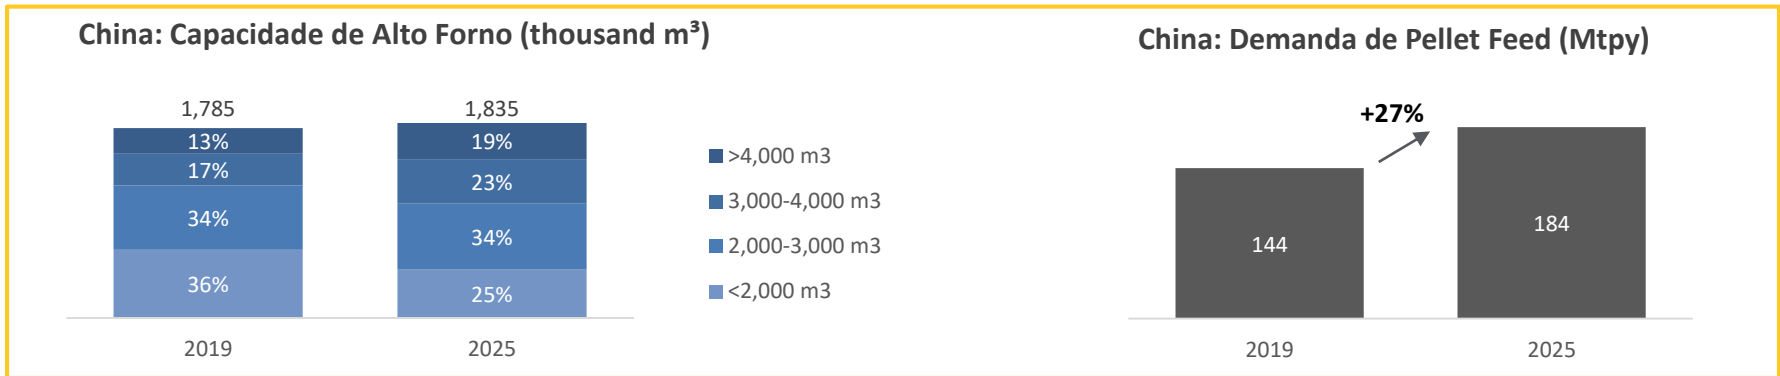 China: Capacidade de Alto Forno (thousand m³)
1,785
1,835
13%
19%
17%
23%
34%
34%
36%
25%
2019
2025
>4,000 m3
3,000-4,000 m3
2,000-3,000 m3
<2,000 m3
China: Demanda de Pellet Feed (Mtpy)
+27%
144
184
2019
2025